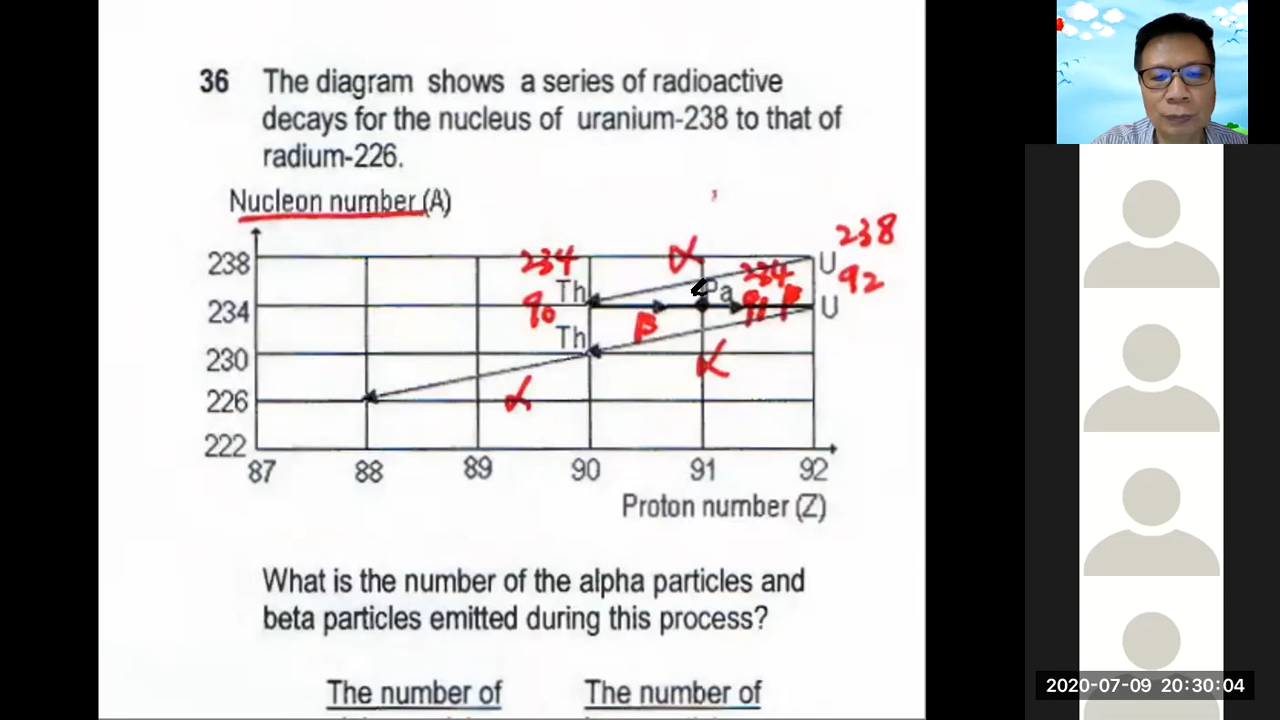 36 The diagram shows a series of radioactive
decays for the nucleus of uranium-238 to that of
radium-226.
Nucleon number (A)
238
234
230
226
222
87 88 89 90 91 92
Proton number (Z)
U
238
92
U
Th
234
90
Pa
234
91
Th
α
β
β
α
α
What is the number of the alpha particles and
beta particles emitted during this process?
The number of The number of
2020-07-09 20:30:04